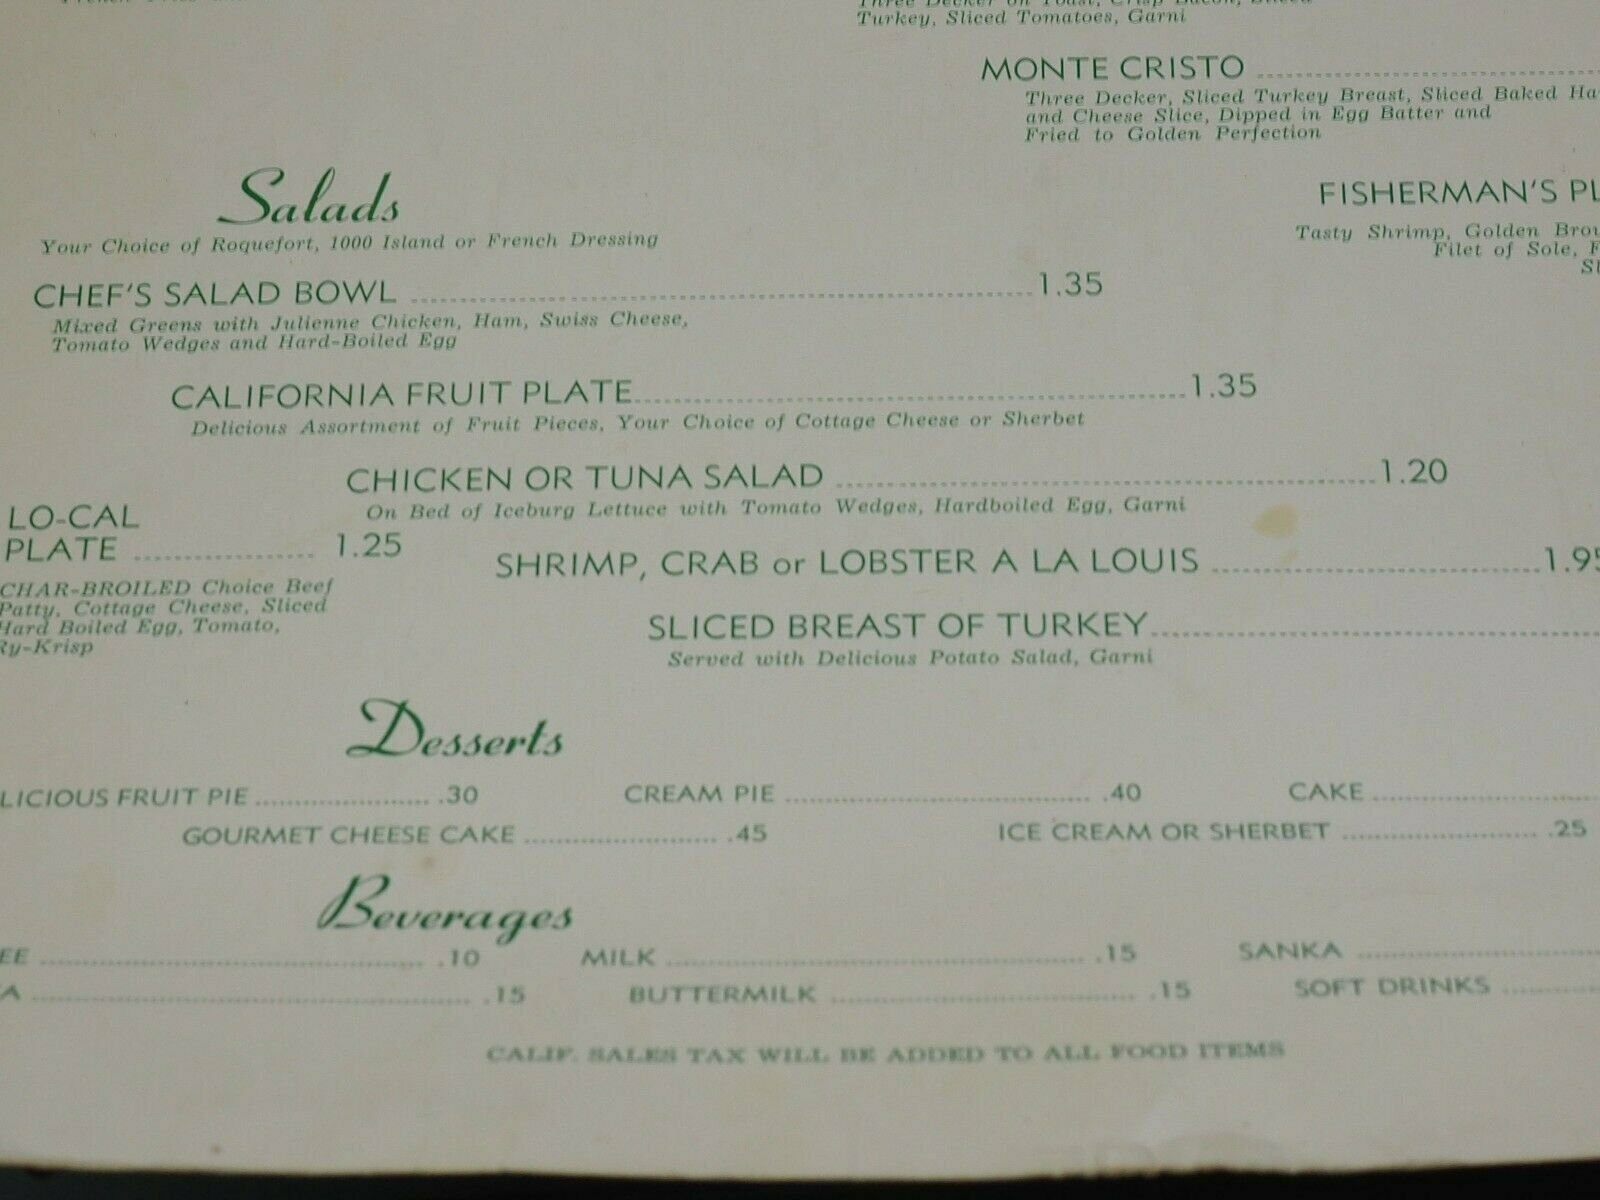 Turkey, Sliced Tomatoes, Garni
MONTE CRISTO
Three Decker, Sliced Turkey Breast, Sliced Baked
and Cheese Slice, Dipped in Egg Batter and
Fried to Golden Perfection
FISHERMAN'S
Tasty Shrimp, Golden
Filet of Sole,
Salads
Your Choice of Roquefort, 1000 Island or French Dressing
CHEF'S SALAD BOWL 1.35
Mixed Greens with Julienne Chicken, Ham, Swiss Cheese,
Tomato Wedges and Hard-Boiled Egg
CALIFORNIA FRUIT PLATE 1.35
Delicious Assortment of Fruit Pieces, Your Choice of Cottage Cheese or Sherbet
CHICKEN OR TUNA SALAD 1.20
On Bed of Iceburg Lettuce with Tomato Wedges, Hardboiled Egg, Garni
LO-CAL
PLATE 1.25
CHAR-BROILED Choice Beef
Patty, Cottage Cheese, Sliced
Hard Boiled Egg, Tomato,
Ry-Krisp
SHRIMP, CRAB or LOBSTER A LA LOUIS 1.95
SLICED BREAST OF TURKEY
Served with Delicious Potato Salad, Garni
Desserts
LICIOUS FRUIT PIE .30
CREAM PIE .40
CAKE
GOURMET CHEESE CAKE .45
ICE CREAM OR SHERBET .25
Beverages
EE .10
MILK .15
SANKA
A .15
BUTTERMILK .15
SOFT DRINKS
CALIF. SALES TAX WILL BE ADDED TO ALL FOOD ITEMS